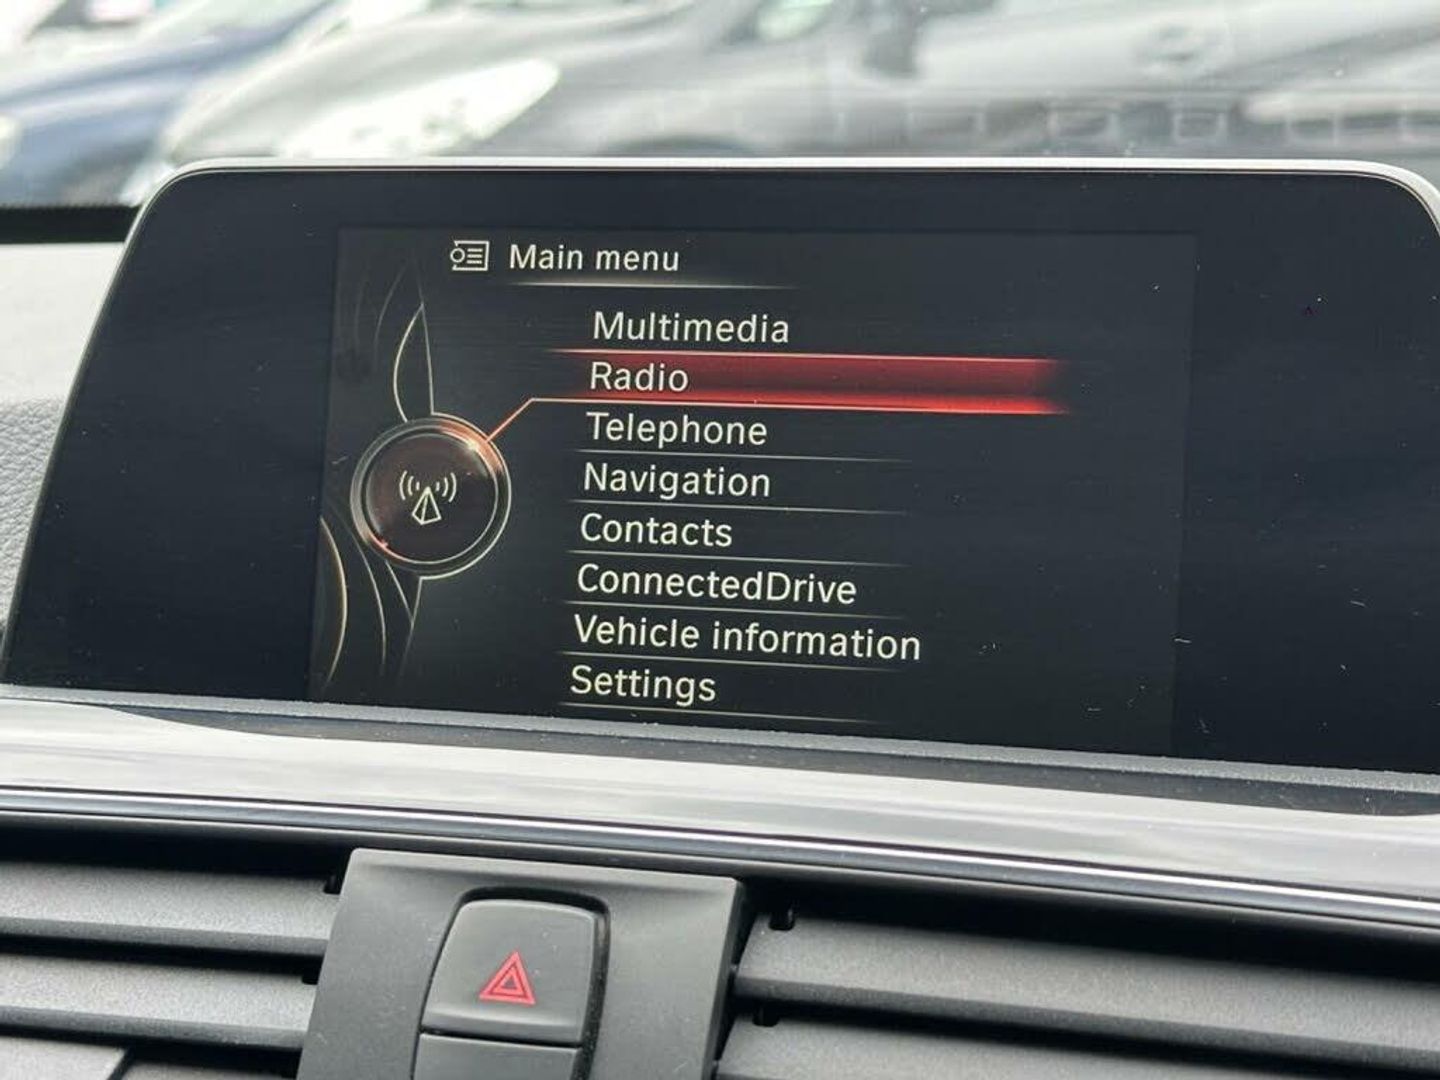 Main menu
Multimedia
Radio
Telephone
Navigation
Contacts
ConnectedDrive
Vehicle information
Settings